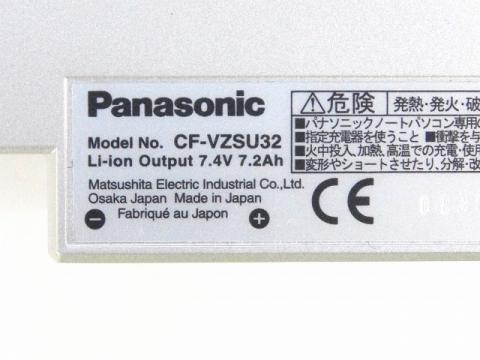 Panasonic
Model No. CF-VZSU32
Li-ion Output 7.4V 7.2Ah
Matsushita Electric Industrial Co.,Ltd.
Osaka Japan Made in Japan
Fabriqué au Japon
CE
⚠危険 発熱・発火・破
■パナソニックノートパソコン専用
■指定充電器を使うこと ■衝撃を与
■火中投入、加熱、高温での充電・使用
■変形やショートさせたり、分解・改